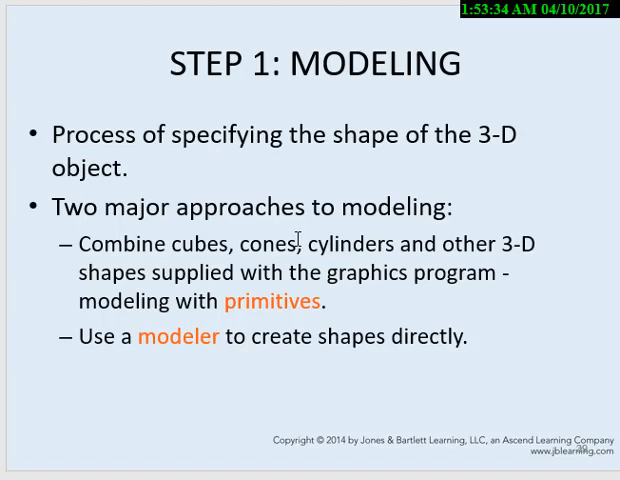 1:53:34 AM 04/10/2017
STEP 1: MODELING
• Process of specifying the shape of the 3-D
object.
• Two major approaches to modeling:
– Combine cubes, cones, cylinders and other 3-D
shapes supplied with the graphics program -
modeling with primitives.
– Use a modeler to create shapes directly.
Copyright © 2014 by Jones & Bartlett Learning, LLC, an Ascend Learning Company
www.jblearning.com